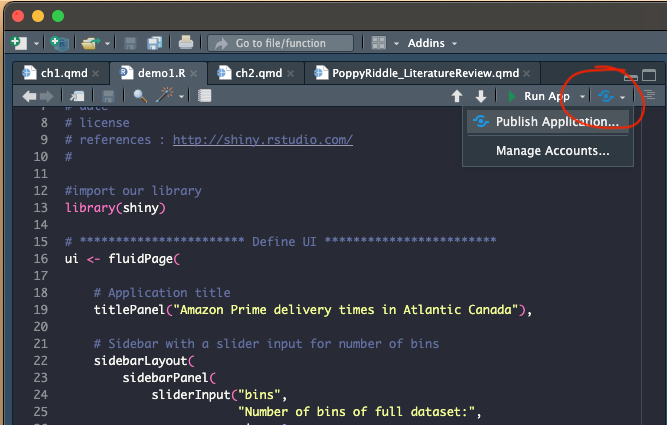 Go to file/function
Addins
ch1.qmd
demo1.R
ch2.qmd
PoppyRiddle_LiteratureReview.qmd
Run App
Publish Application...
Manage Accounts...
7 # date
8 # license
9 # references : http://shiny.rstudio.com/
10 #
11
12 #import our library
13 library(shiny)
14
15 # *********************** Define UI ************************
16 ui <- fluidPage(
17
18 # Application title
19 titlePanel("Amazon Prime delivery times in Atlantic Canada"),
20
21 # Sidebar with a slider input for number of bins
22 sidebarLayout(
23 sidebarPanel(
24 sliderInput("bins",
25 "Number of bins of full dataset:",